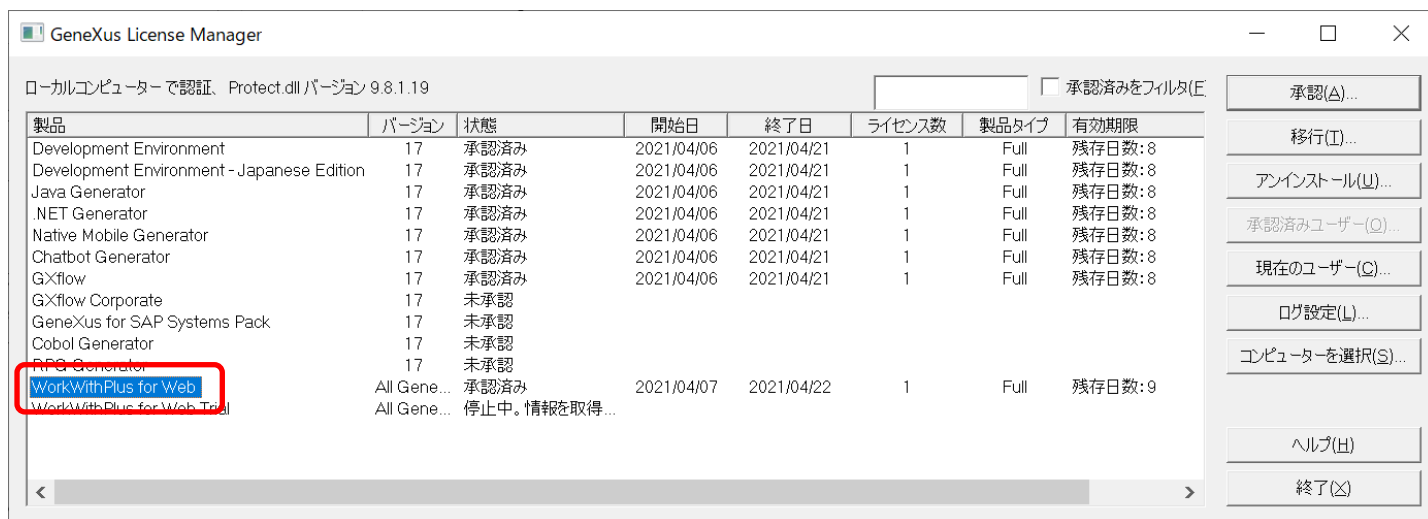 GeneXus License Manager
ローカルコンピューターで認証、Protect.dll バージョン 9.8.1.19
承認済みをフィルタ(F)
承認(A)...
製品 バージョン 状態 開始日 終了日 ライセンス数 製品タイプ 有効期限
Development Environment 17 承認済み 2021/04/06 2021/04/21 1 Full 残存日数:8
移行(T)...
Development Environment - Japanese Edition 17 承認済み 2021/04/06 2021/04/21 1 Full 残存日数:8
Java Generator 17 承認済み 2021/04/06 2021/04/21 1 Full 残存日数:8
アンインストール(U)...
.NET Generator 17 承認済み 2021/04/06 2021/04/21 1 Full 残存日数:8
Native Mobile Generator 17 承認済み 2021/04/06 2021/04/21 1 Full 残存日数:8
承認済みユーザー(O)...
Chatbot Generator 17 承認済み 2021/04/06 2021/04/21 1 Full 残存日数:8
GXflow 17 承認済み 2021/04/06 2021/04/21 1 Full 残存日数:8
現在のユーザー(C)...
GXflow Corporate 17 未承認
GeneXus for SAP Systems Pack 17 未承認
ログ設定(L)...
Cobol Generator 17 未承認
RPG Generator 17 未承認
コンピューターを選択(S)...
WorkWithPlus for Web All Gene... 承認済み 2021/04/07 2021/04/22 1 Full 残存日数:9
WorkWithPlus for Web Trial All Gene... 停止中。情報を取得...
ヘルプ(H)
終了(X)